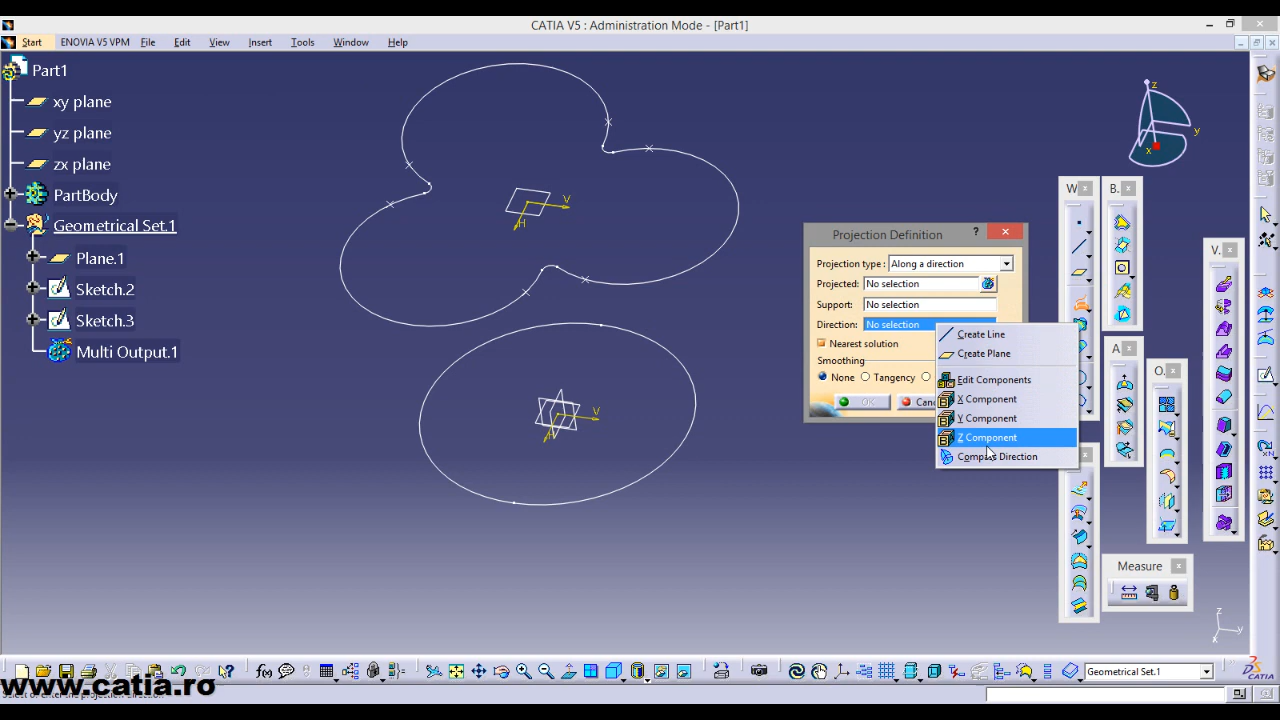 CATIA V5 : Administration Mode - [Part1]
Start ENOVIA V5 VPM File Edit View Insert Tools Window Help
Part1
xy plane
yz plane
zx plane
PartBody
Geometrical Set.1
Plane.1
Sketch.2
Sketch.3
Multi Output.1
V
H
V
z
y
x
W
B.
V.
A
O.
Projection Definition
Projection type : Along a direction
Projected: No selection
Support: No selection
Direction: No selection
Nearest solution
Smoothing
None Tangency
OK Canc
Create Line
Create Plane
Edit Components
X Component
Y Component
Z Component
Compass Direction
Measure
z
y
x
f(x)
Geometrical Set.1
CATIA
www.catia.ro